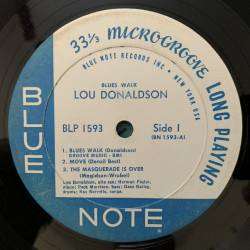 33⅓ MICROGROOVE LONG PLAYING
BLUE NOTE RECORDS INC • NEW YORK USA
BLUES WALK
LOU DONALDSON
BLP 1593
Side 1
(BN 1593-A)
1. BLUES WALK (Donaldson)
GROOVE MUSIC - BMI
2. MOVE (Denzil Best)
3. THE MASQUERADE IS OVER
(Magidson-Wrubel)
Lou Donaldson, alto sax; Herman Foster,
piano; Peck Morrison, bass; Dave Bailey,
drums; Ray Barretto, conga.
BLUE
NOTE